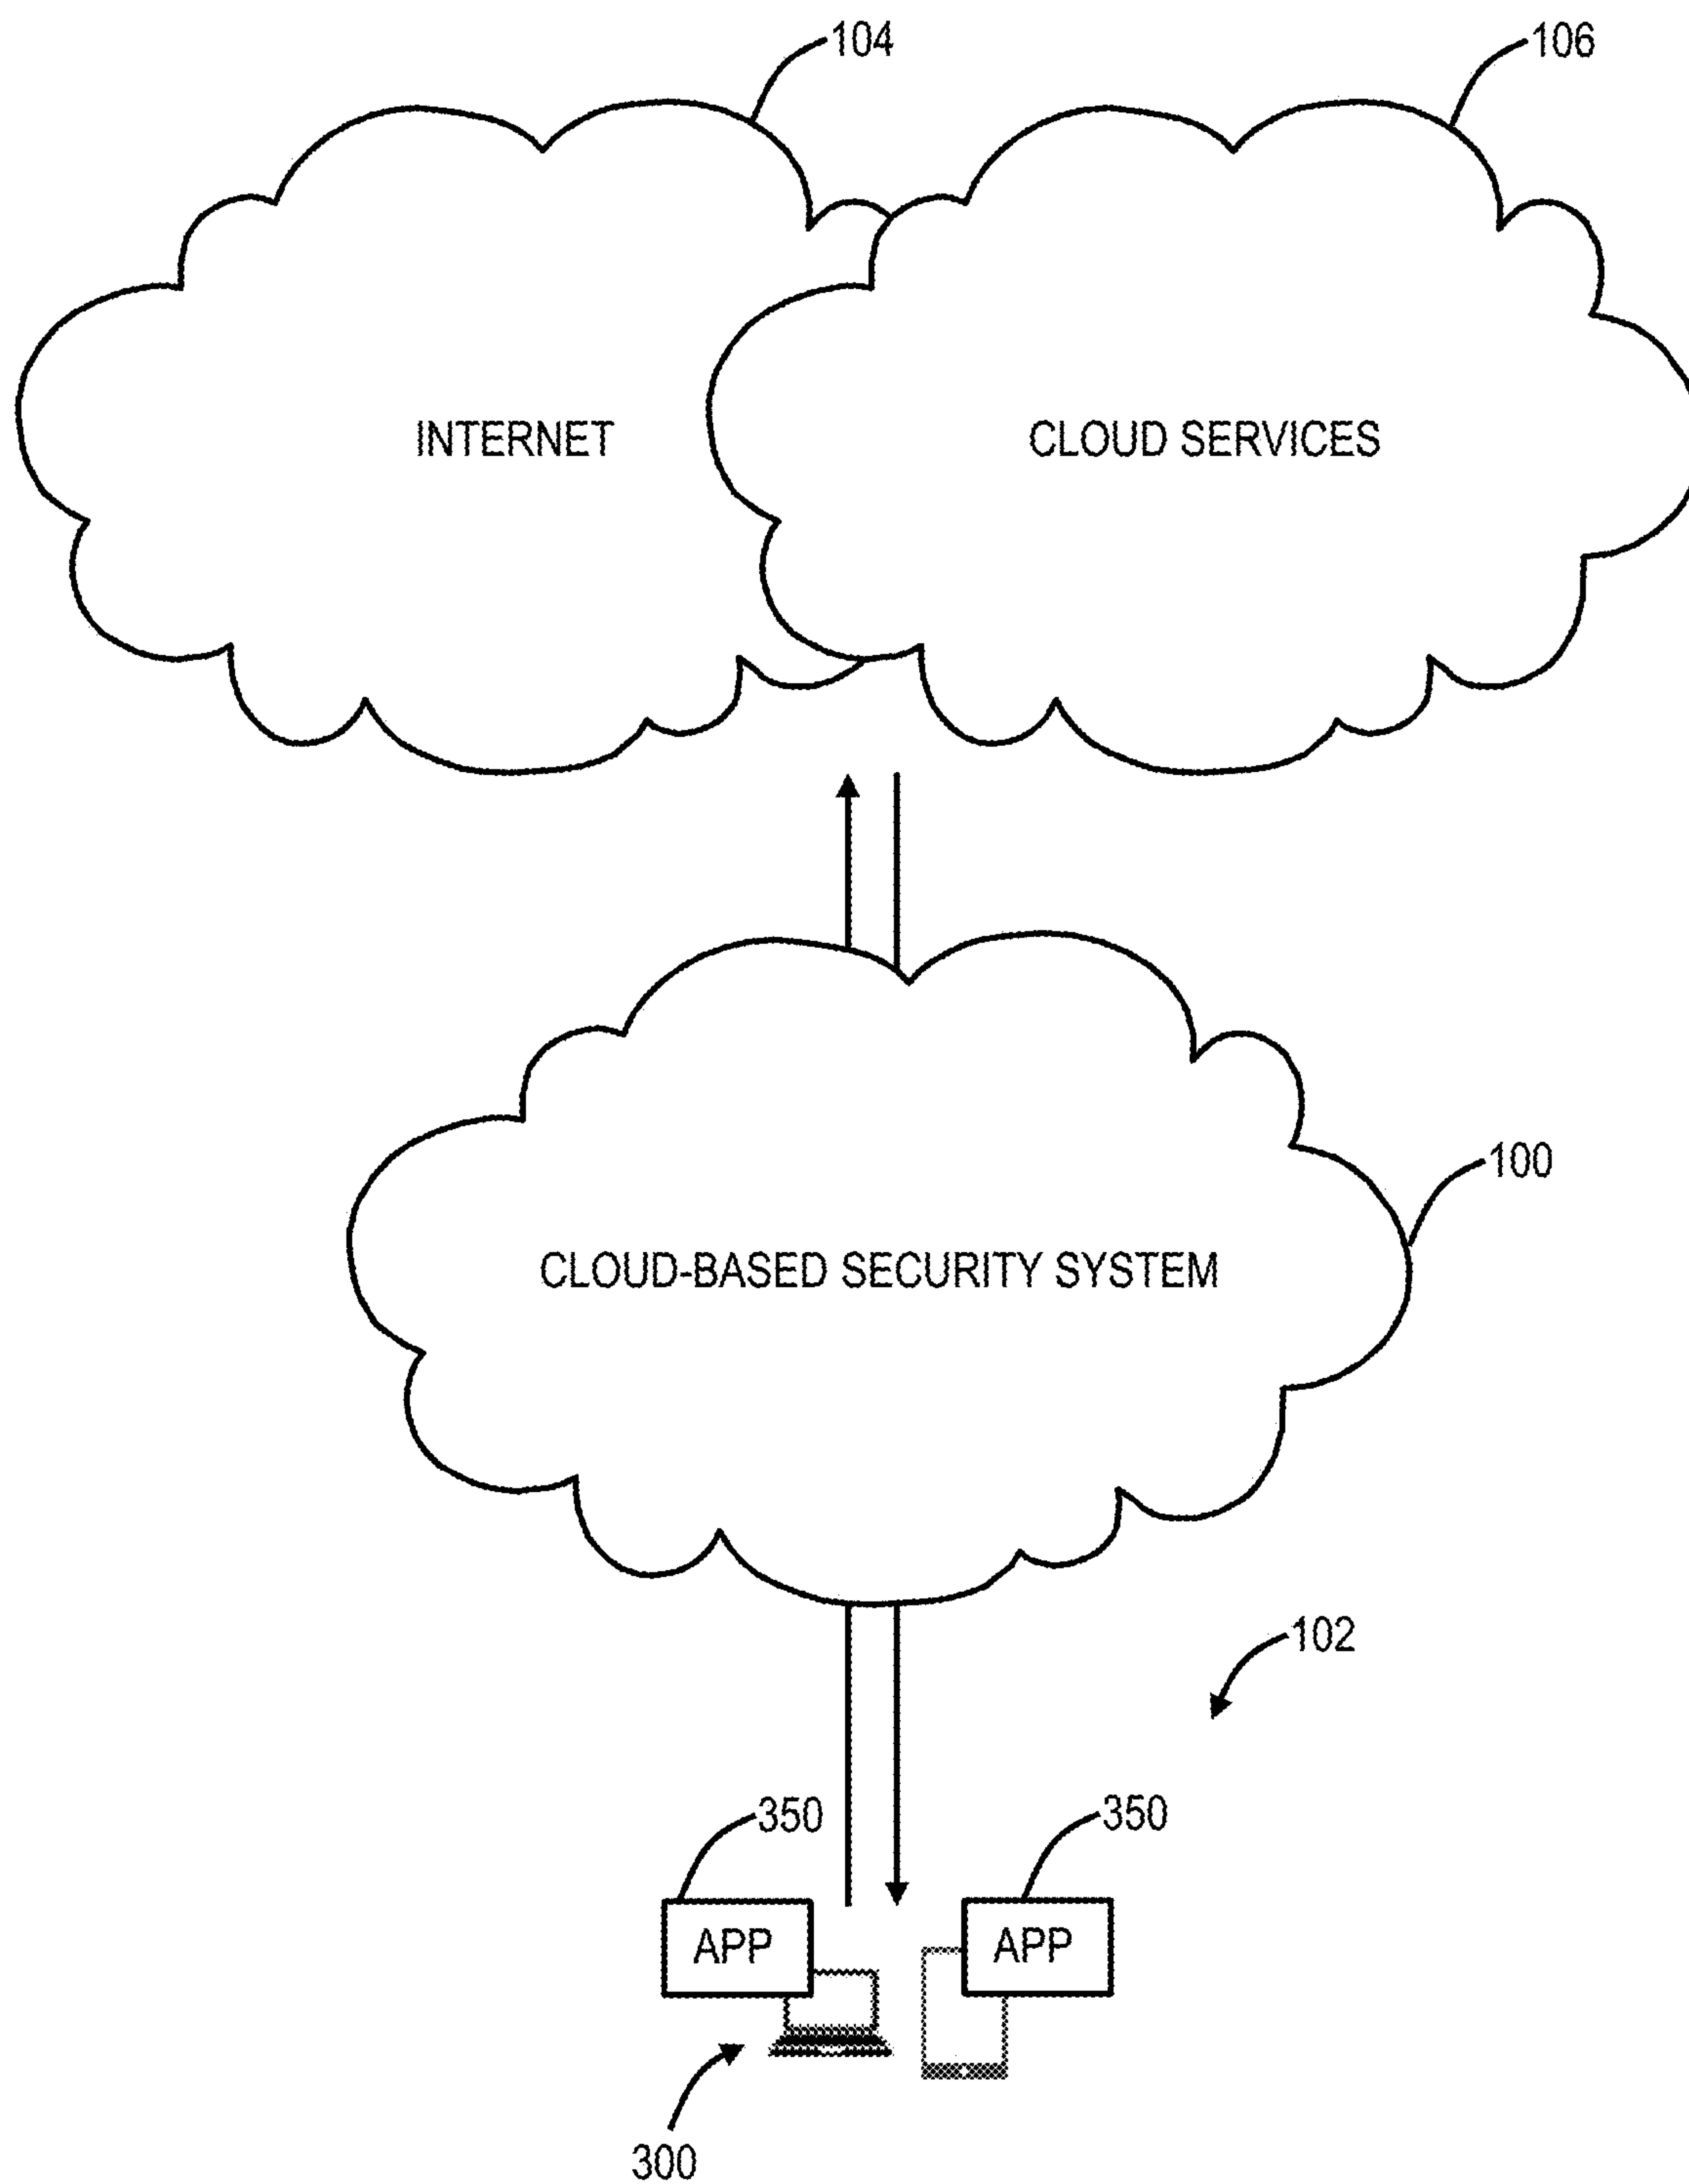 104
106
INTERNET
CLOUD SERVICES
100
CLOUD-BASED SECURITY SYSTEM
102
350
350
APP
APP
300